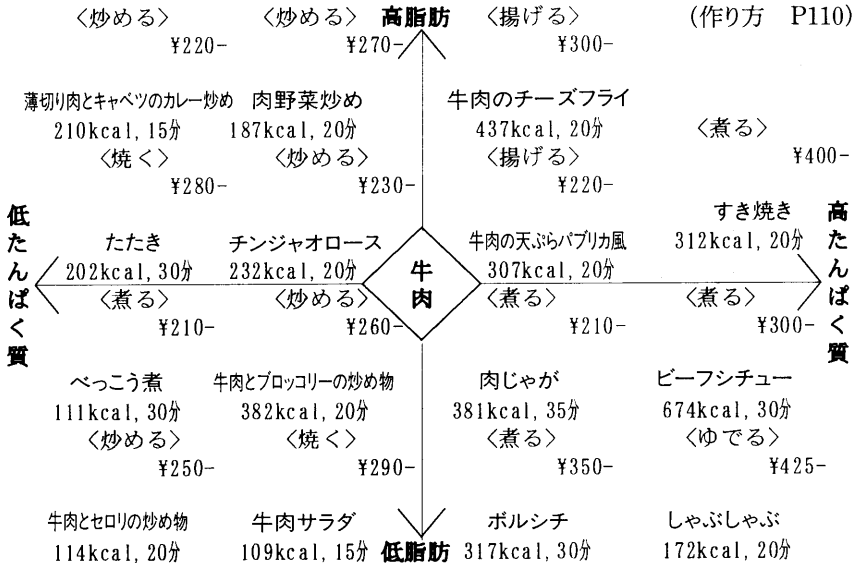 〈炒める〉 〈炒める〉 高脂肪 〈揚げる〉 (作り方 P110)
¥220- ¥270- ¥300-
薄切り肉とキャベツのカレー炒め 肉野菜炒め 牛肉のチーズフライ
210kcal, 15分 187kcal, 20分 437kcal, 20分 〈煮る〉
〈焼く〉 〈炒める〉 〈揚げる〉 ¥400-
¥280- ¥230- ¥220-
低たんぱく質
たたき チンジャオロース 牛肉の天ぷらパプリカ風 すき焼き
202kcal, 30分 232kcal, 20分 牛肉 307kcal, 20分 312kcal, 20分
高たんぱく質
〈煮る〉 〈炒める〉 〈煮る〉 〈煮る〉
¥210- ¥260- ¥210- ¥300-
べっこう煮 牛肉とブロッコリーの炒め物 肉じゃが ビーフシチュー
111kcal, 30分 382kcal, 20分 381kcal, 35分 674kcal, 30分
〈炒める〉 〈焼く〉 〈煮る〉 〈ゆでる〉
¥250- ¥290- ¥350- ¥425-
牛肉とセロリの炒め物 牛肉サラダ ボルシチ しゃぶしゃぶ
114kcal, 20分 109kcal, 15分 低脂肪 317kcal, 30分 172kcal, 20分